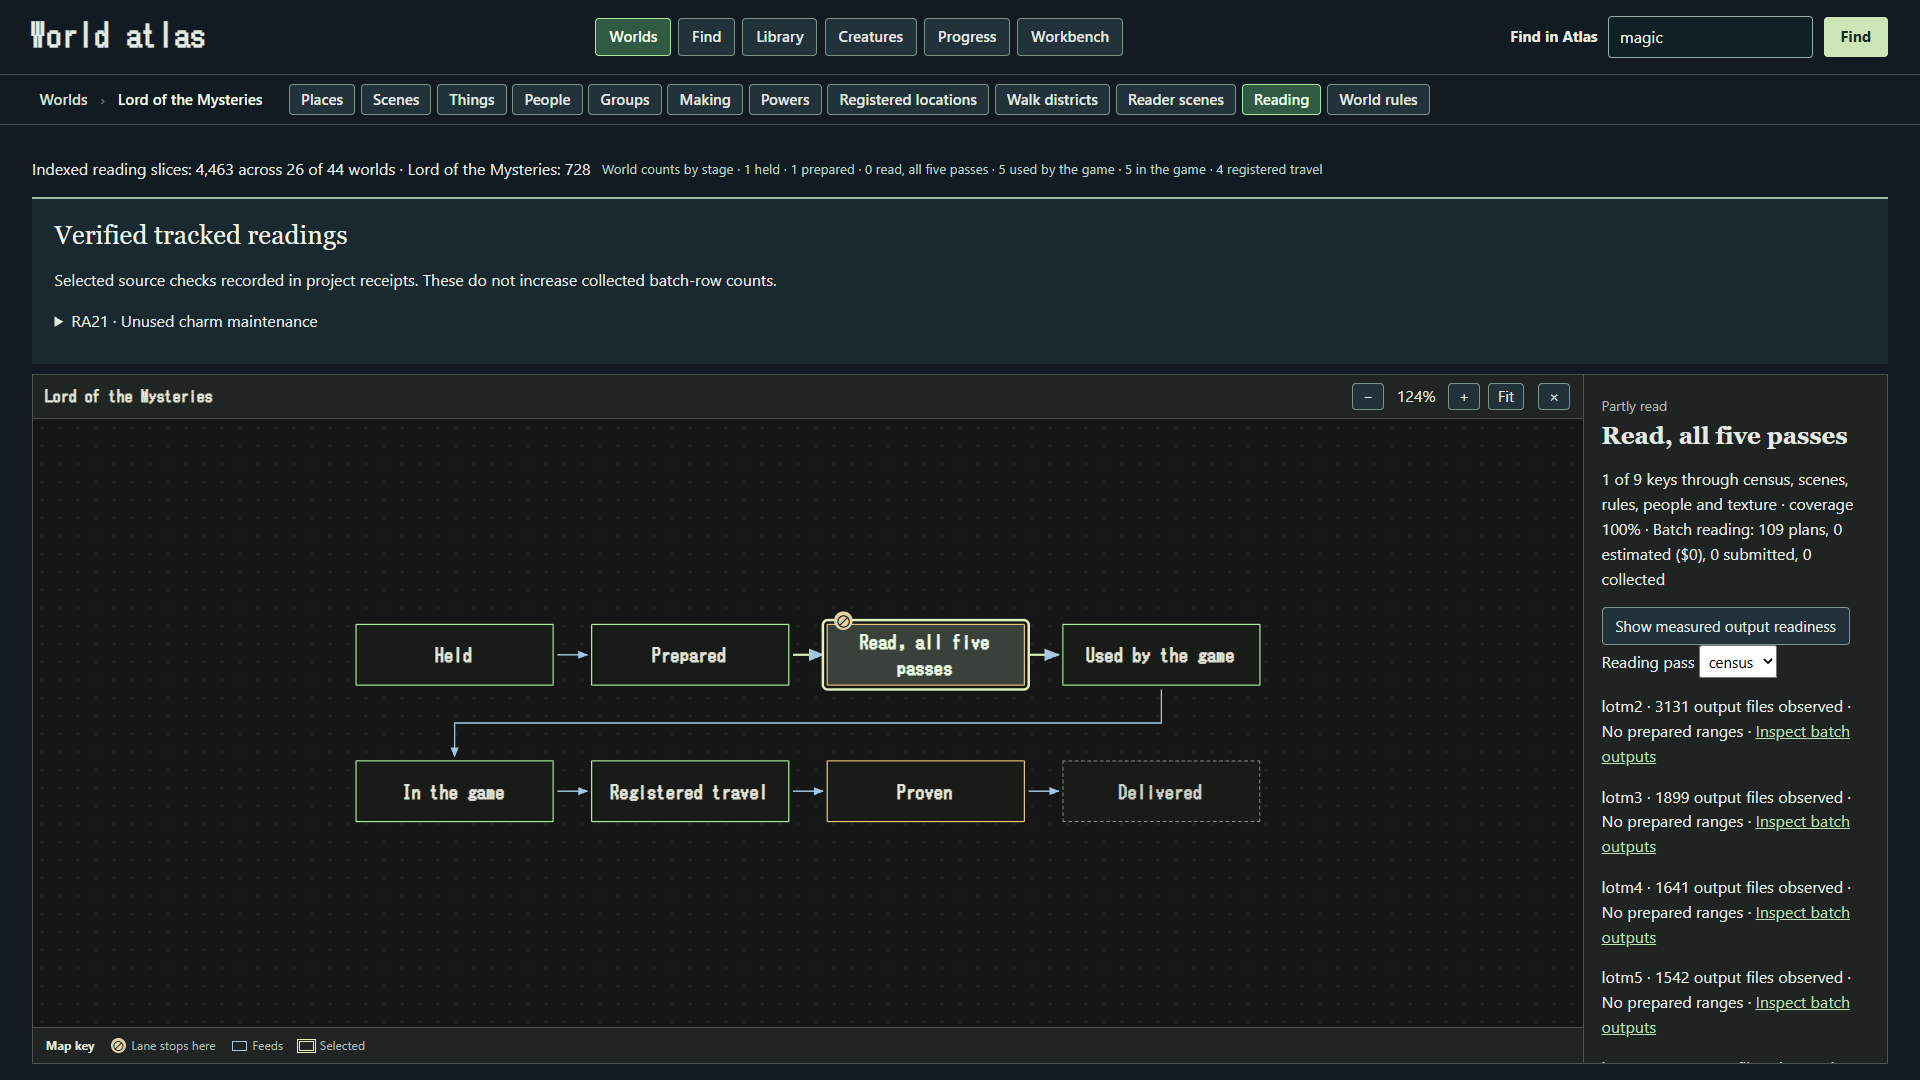 World atlas
Worlds
Find
Library
Creatures
Progress
Workbench
Find in Atlas
magic
Find
Worlds › Lord of the Mysteries
Places
Scenes
Things
People
Groups
Making
Powers
Registered locations
Walk districts
Reader scenes
Reading
World rules
Indexed reading slices: 4,463 across 26 of 44 worlds · Lord of the Mysteries: 728
World counts by stage · 1 held · 1 prepared · 0 read, all five passes · 5 used by the game · 5 in the game · 4 registered travel
Verified tracked readings
Selected source checks recorded in project receipts. These do not increase collected batch-row counts.
RA21 · Unused charm maintenance
Lord of the Mysteries
−
124%
+
Fit
×
Held
Prepared
Read, all five
passes
Used by the game
In the game
Registered travel
Proven
Delivered
Map key
Lane stops here
Feeds
Selected
Partly read
Read, all five passes
1 of 9 keys through census, scenes,
rules, people and texture · coverage
100% · Batch reading: 109 plans, 0
estimated ($0), 0 submitted, 0
collected
Show measured output readiness
Reading pass census
lotm2 · 3131 output files observed ·
No prepared ranges · Inspect batch
outputs
lotm3 · 1899 output files observed ·
No prepared ranges · Inspect batch
outputs
lotm4 · 1641 output files observed ·
No prepared ranges · Inspect batch
outputs
lotm5 · 1542 output files observed ·
No prepared ranges · Inspect batch
outputs